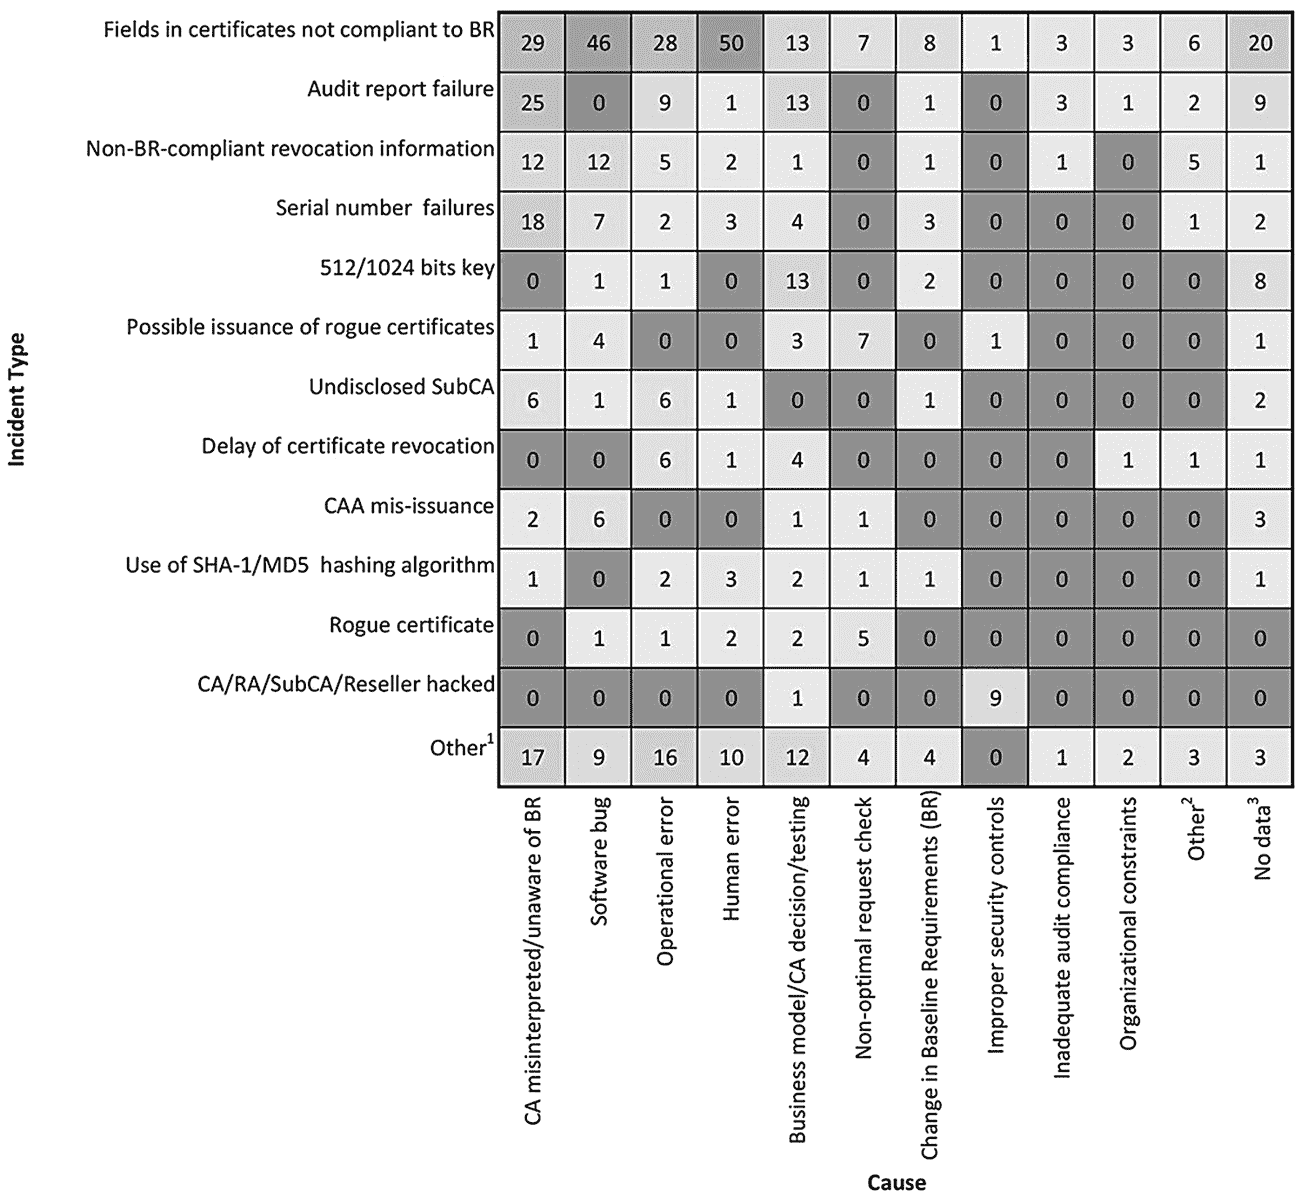 Fields in certificates not compliant to BR 29 46 28 50 13 7 8 1 3 3 6 20
Audit report failure 25 0 9 1 13 0 1 0 3 1 2 9
Non-BR-compliant revocation information 12 12 5 2 1 0 1 0 1 0 5 1
Serial number failures 18 7 2 3 4 0 3 0 0 0 1 2
512/1024 bits key 0 1 1 0 13 0 2 0 0 0 0 8
Possible issuance of rogue certificates 1 4 0 0 3 7 0 1 0 0 0 1
Undisclosed SubCA 6 1 6 1 0 0 1 0 0 0 0 2
Delay of certificate revocation 0 0 6 1 4 0 0 0 0 1 1 1
CAA mis-issuance 2 6 0 0 1 1 0 0 0 0 0 3
Use of SHA-1/MD5 hashing algorithm 1 0 2 3 2 1 1 0 0 0 0 1
Rogue certificate 0 1 1 2 2 5 0 0 0 0 0 0
CA/RA/SubCA/Reseller hacked 0 0 0 0 1 0 0 9 0 0 0 0
Other¹ 17 9 16 10 12 4 4 0 1 2 3 3
Incident Type
CA misinterpreted/unaware of BR
Software bug
Operational error
Human error
Business model/CA decision/testing
Non-optimal request check
Change in Baseline Requirements (BR)
Improper security controls
Inadequate audit compliance
Organizational constraints
Other²
No data³
Cause